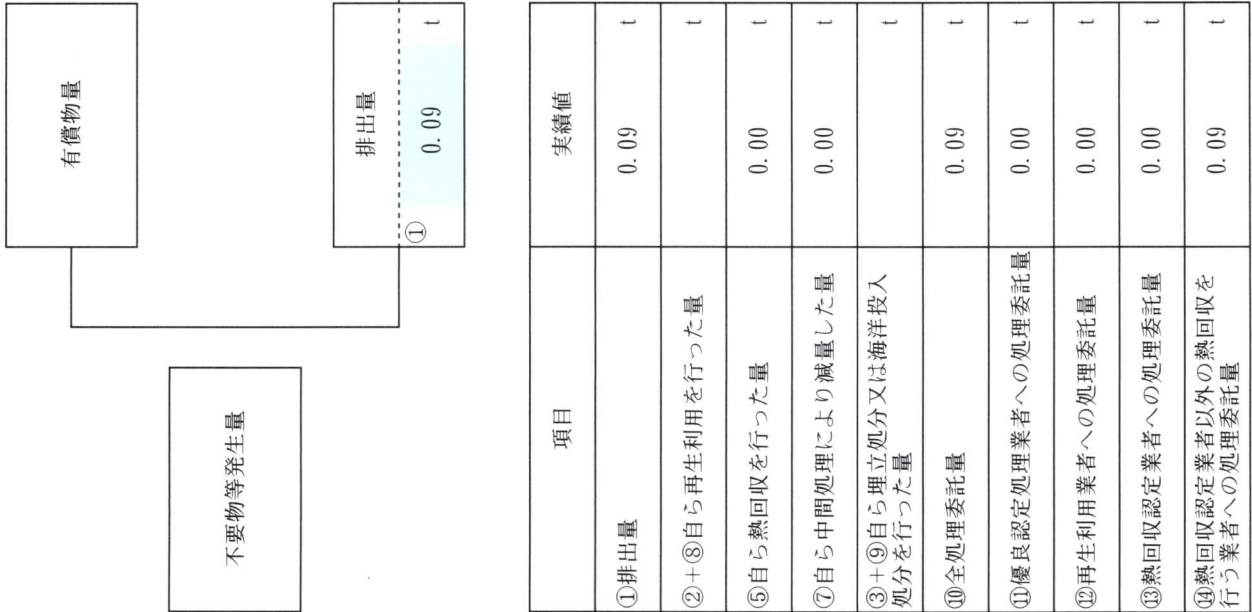 有償物量
不要物等発生量
排出量
①
0.09 t
項目 実績値
①排出量 0.09 t
②+⑧自ら再生利用を行った量 t
⑤自ら熱回収を行った量 0.00 t
⑦自ら中間処理により減量した量 0.00 t
③+⑨自ら埋立処分又は海洋投入
処分を行った量 t
⑩全処理委託量 0.09 t
⑪優良認定処理業者への処理委託量 0.00 t
⑫再生利用業者への処理委託量 0.00 t
⑬熱回収認定業者への処理委託量 0.00 t
⑭熱回収認定業者以外の熱回収を
行う業者への処理委託量 0.09 t